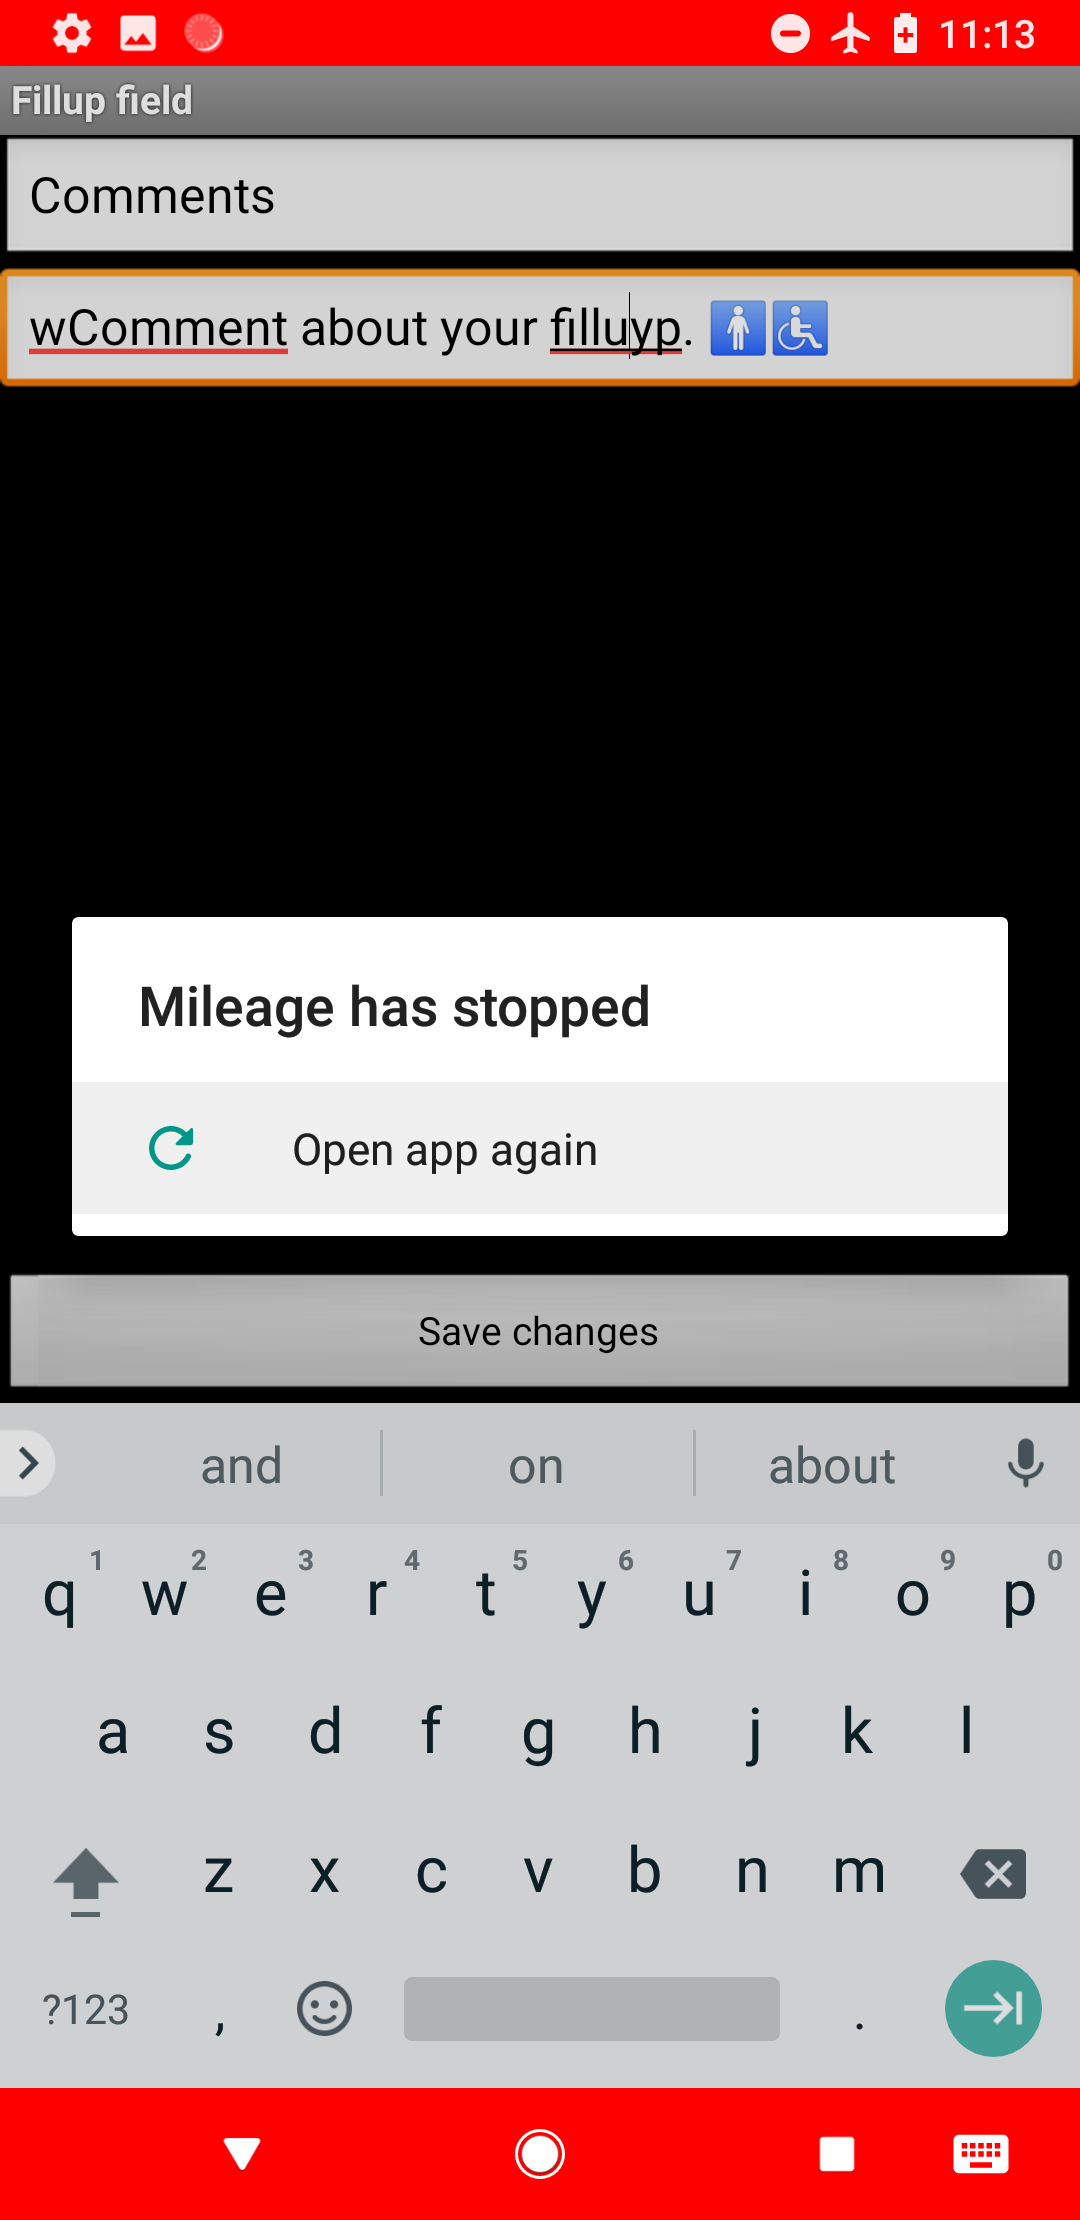 11:13
Fillup field
Comments
wComment about your filluyp. 🚹♿
Mileage has stopped
Open app again
Save changes
and on about
1 2 3 4 5 6 7 8 9 0
q w e r t y u i o p
a s d f g h j k l
z x c v b n m
?123 , .